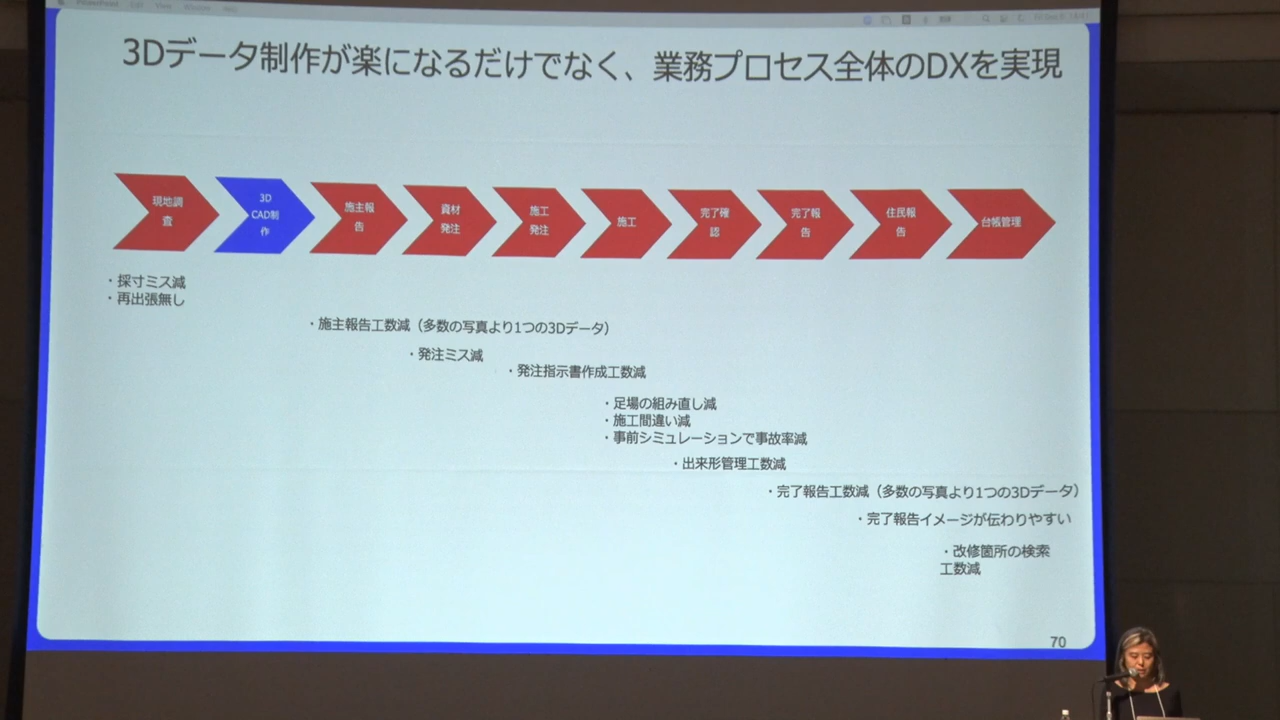 PowerPoint Edit View Window Help
3Dデータ制作が楽になるだけでなく、業務プロセス全体のDXを実現
現地調
査
3D
CAD制
作
施主報
告
資材
発注
施工
発注
施工
完了確
認
完了報
告
住民報
告
台帳管理
・採寸ミス減
・再出張無し
・施主報告工数減（多数の写真より1つの3Dデータ）
・発注ミス減
・発注指示書作成工数減
・足場の組み直し減
・施工間違い減
・事前シミュレーションで事故率減
・出来形管理工数減
・完了報告工数減（多数の写真より1つの3Dデータ）
・完了報告イメージが伝わりやすい
・改修箇所の検索
工数減
70